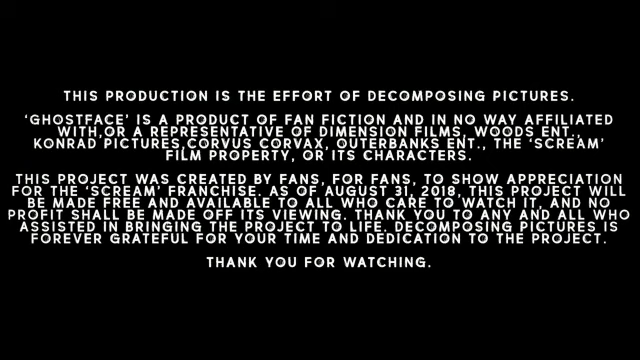 THIS PRODUCTION IS THE EFFORT OF DECOMPOSING PICTURES.
‘GHOSTFACE’ IS A PRODUCT OF FAN FICTION AND IN NO WAY AFFILIATED
WITH,OR A REPRESENTATIVE OF DIMENSION FILMS, WOODS ENT.,
KONRAD PICTURES,CORVUS CORVAX, OUTERBANKS ENT., THE ‘SCREAM’
FILM PROPERTY, OR ITS CHARACTERS.
THIS PROJECT WAS CREATED BY FANS, FOR FANS, TO SHOW APPRECIATION
FOR THE ‘SCREAM’ FRANCHISE. AS OF AUGUST 31, 2018, THIS PROJECT WILL
BE MADE FREE AND AVAILABLE TO ALL WHO CARE TO WATCH IT, AND NO
PROFIT SHALL BE MADE OFF ITS VIEWING. THANK YOU TO ANY AND ALL WHO
ASSISTED IN BRINGING THE PROJECT TO LIFE. DECOMPOSING PICTURES IS
FOREVER GRATEFUL FOR YOUR TIME AND DEDICATION TO THE PROJECT.
THANK YOU FOR WATCHING.